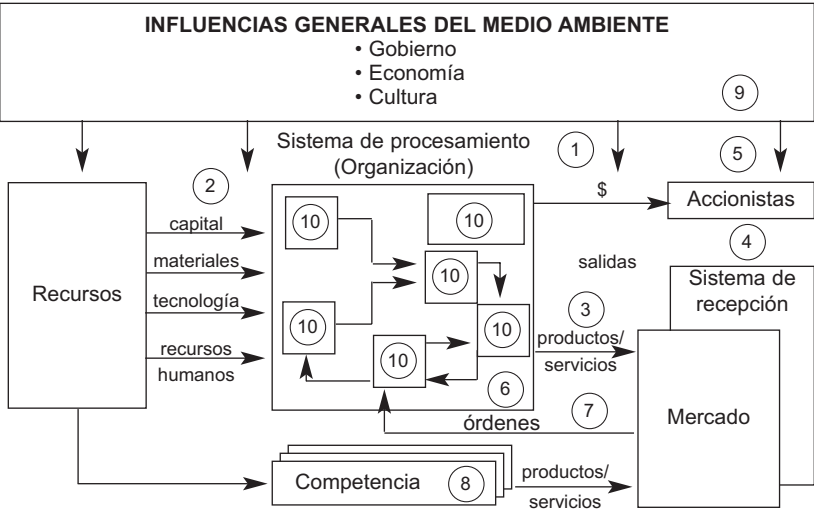 INFLUENCIAS GENERALES DEL MEDIO AMBIENTE
• Gobierno
• Economía
• Cultura
9
Sistema de procesamiento
(Organización)
1
5
2
Recursos
capital
materiales
tecnología
recursos
humanos
10
10
10
10
10
10
6
$
Accionistas
4
salidas
Sistema de
recepción
3
productos/
servicios
Mercado
7
órdenes
Competencia
8
productos/
servicios